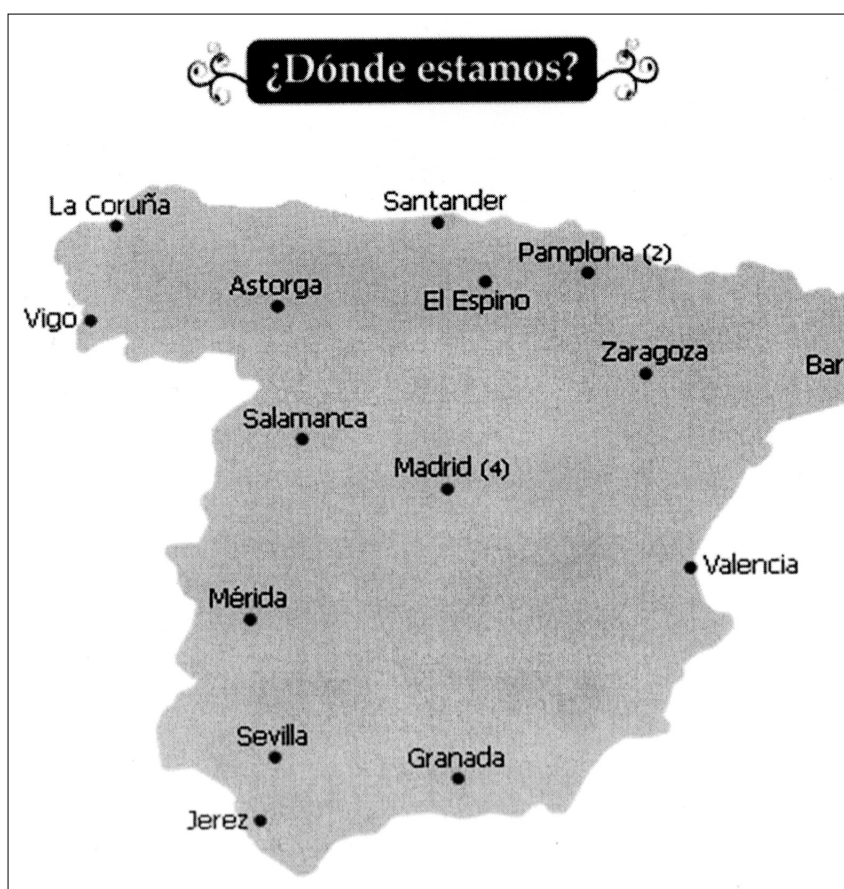 ¿Dónde estamos?
La Coruña
Santander
Pamplona (2)
Astorga
El Espino
Vigo
Zaragoza
Bar
Salamanca
Madrid (4)
Valencia
Mérida
Sevilla
Granada
Jerez